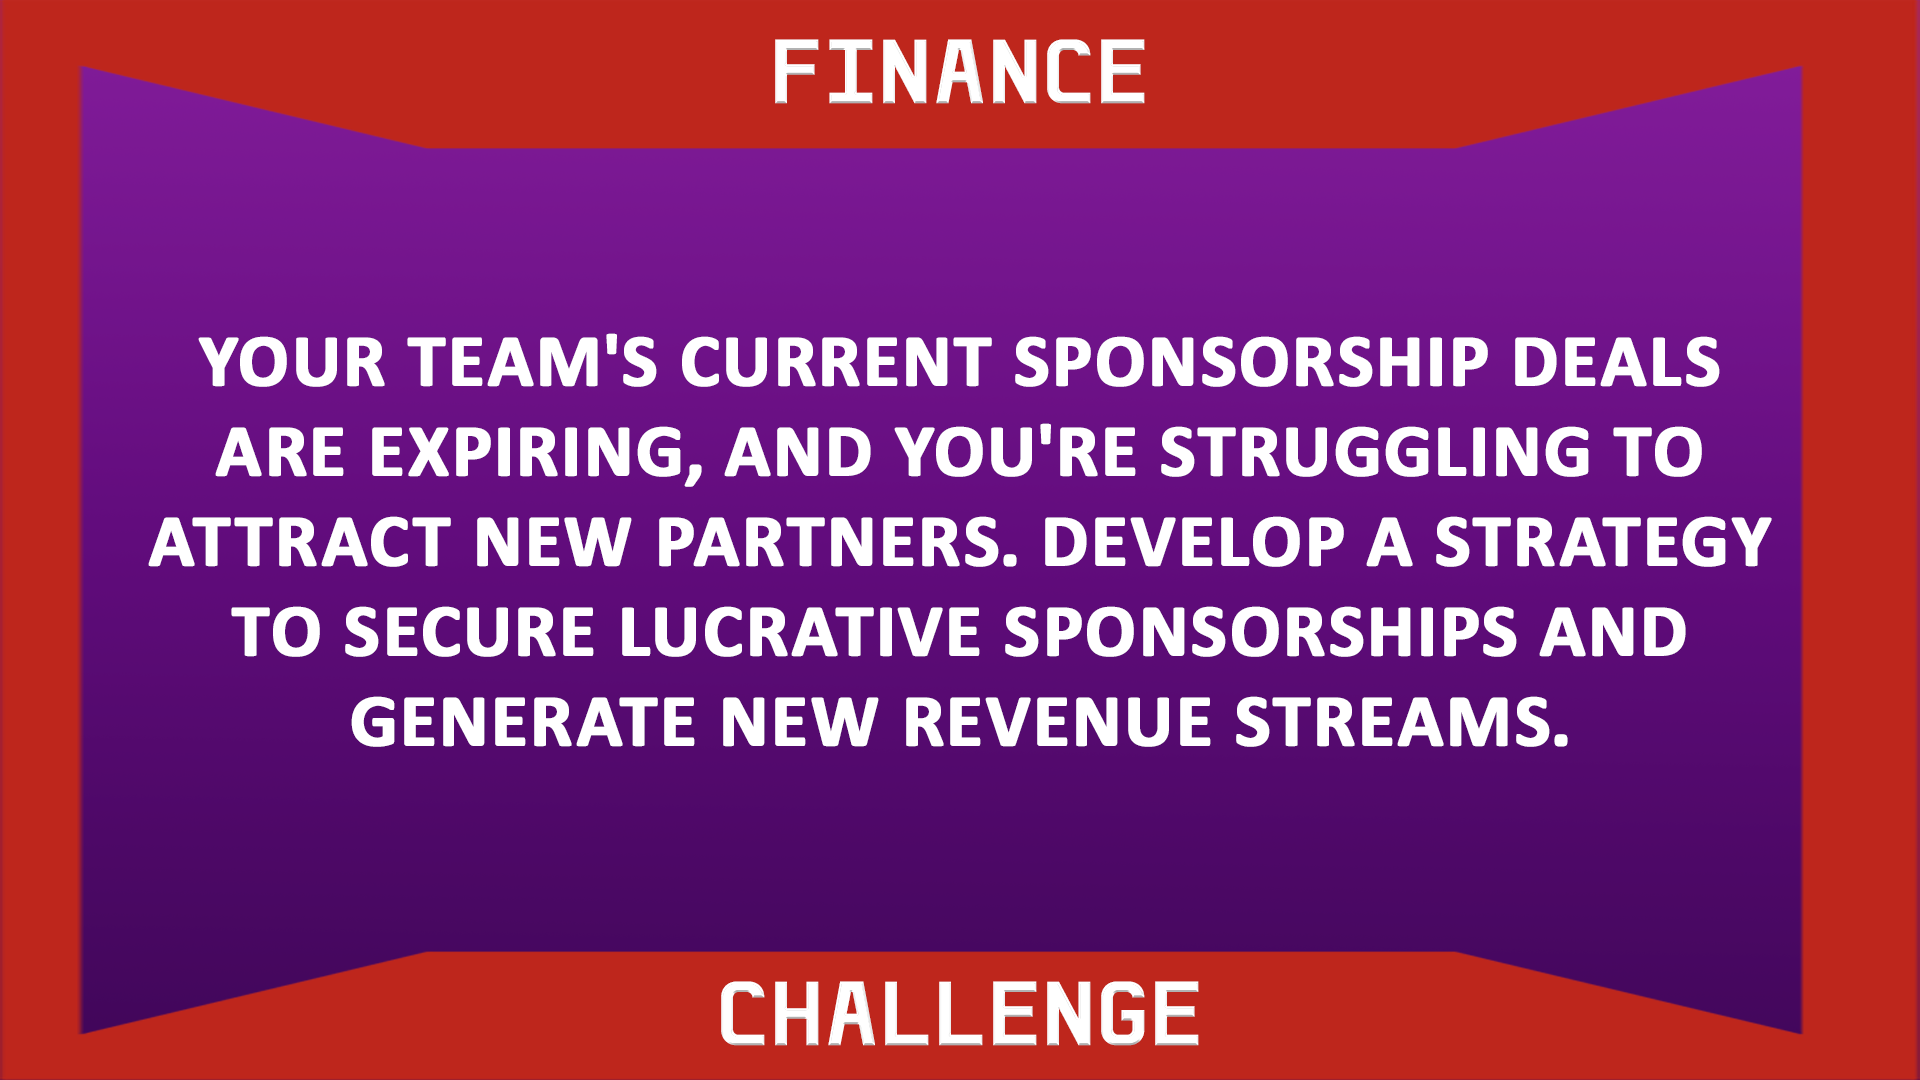 FINANCE
YOUR TEAM'S CURRENT SPONSORSHIP DEALS
ARE EXPIRING, AND YOU'RE STRUGGLING TO
ATTRACT NEW PARTNERS. DEVELOP A STRATEGY
TO SECURE LUCRATIVE SPONSORSHIPS AND
GENERATE NEW REVENUE STREAMS.
CHALLENGE